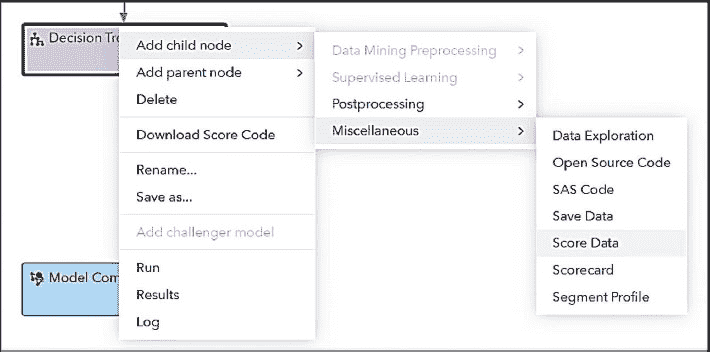 Decision Tre
Add child node
Add parent node
Delete
Download Score Code
Rename...
Save as...
Add challenger model
Run
Results
Log
Data Mining Preprocessing
Supervised Learning
Postprocessing
Miscellaneous
Data Exploration
Open Source Code
SAS Code
Save Data
Score Data
Scorecard
Segment Profile
Model Com